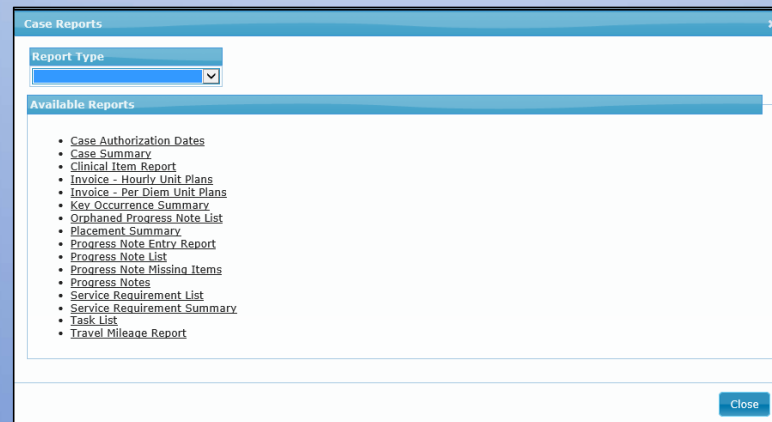 Case Reports
Report Type
Available Reports
• Case Authorization Dates
• Case Summary
• Clinical Item Report
• Invoice - Hourly Unit Plans
• Invoice - Per Diem Unit Plans
• Key Occurrence Summary
• Orphaned Progress Note List
• Placement Summary
• Progress Note Entry Report
• Progress Note List
• Progress Note Missing Items
• Progress Notes
• Service Requirement List
• Service Requirement Summary
• Task List
• Travel Mileage Report
Close